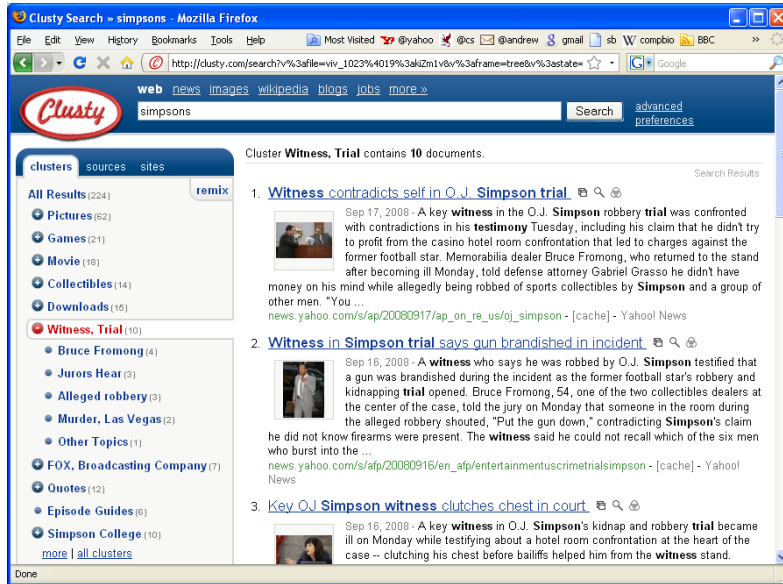 Clusty Search » simpsons - Mozilla Firefox
File Edit View History Bookmarks Tools Help Most Visited @yahoo @cs @andrew gmail sb compbio BBC »
http://clusty.com/search?v%3afile=viv_1023%4019%3akiZm1v&v%3aframe=tree&v%3astate= Google
Clusty
web news images wikipedia blogs jobs more »
simpsons Search advanced
preferences
clusters sources sites
remix
All Results (224)
Pictures (62)
Games (21)
Movie (18)
Collectibles (14)
Downloads (15)
Witness, Trial (10)
Bruce Fromong (4)
Jurors Hear (3)
Alleged robbery (3)
Murder, Las Vegas (2)
Other Topics (1)
FOX, Broadcasting Company (7)
Quotes (12)
Episode Guides (6)
Simpson College (10)
more | all clusters
Cluster Witness, Trial contains 10 documents.
Search Results
1. Witness contradicts self in O.J. Simpson trial
Sep 17, 2008 - A key witness in the O.J. Simpson robbery trial was confronted
with contradictions in his testimony Tuesday, including his claim that he didn't try
to profit from the casino hotel room confrontation that led to charges against the
former football star. Memorabilia dealer Bruce Fromong, who returned to the stand
after becoming ill Monday, told defense attorney Gabriel Grasso he didn't have
money on his mind while allegedly being robbed of sports collectibles by Simpson and a group of
other men. "You ...
news.yahoo.com/s/ap/20080917/ap_on_re_us/oj_simpson - [cache] - Yahoo! News
2. Witness in Simpson trial says gun brandished in incident
Sep 16, 2008 - A witness who says he was robbed by O.J. Simpson testified that
a gun was brandished during the incident as the former football star's robbery and
kidnapping trial opened. Bruce Fromong, 54, one of the two collectibles dealers at
the center of the case, told the jury on Monday that someone in the room during
the alleged robbery shouted, "Put the gun down," contradicting Simpson's claim
he did not know firearms were present. The witness said he could not recall which of the six men
who burst into the ...
news.yahoo.com/s/afp/20080916/en_afp/entertainmentuscrimetrialsimpson - [cache] - Yahoo!
News
3. Key OJ Simpson witness clutches chest in court
Sep 16, 2008 - A key witness in O.J. Simpson's kidnap and robbery trial became
ill on Monday while testifying about a hotel room confrontation at the heart of the
case -- clutching his chest before bailiffs helped him from the witness stand.
Done